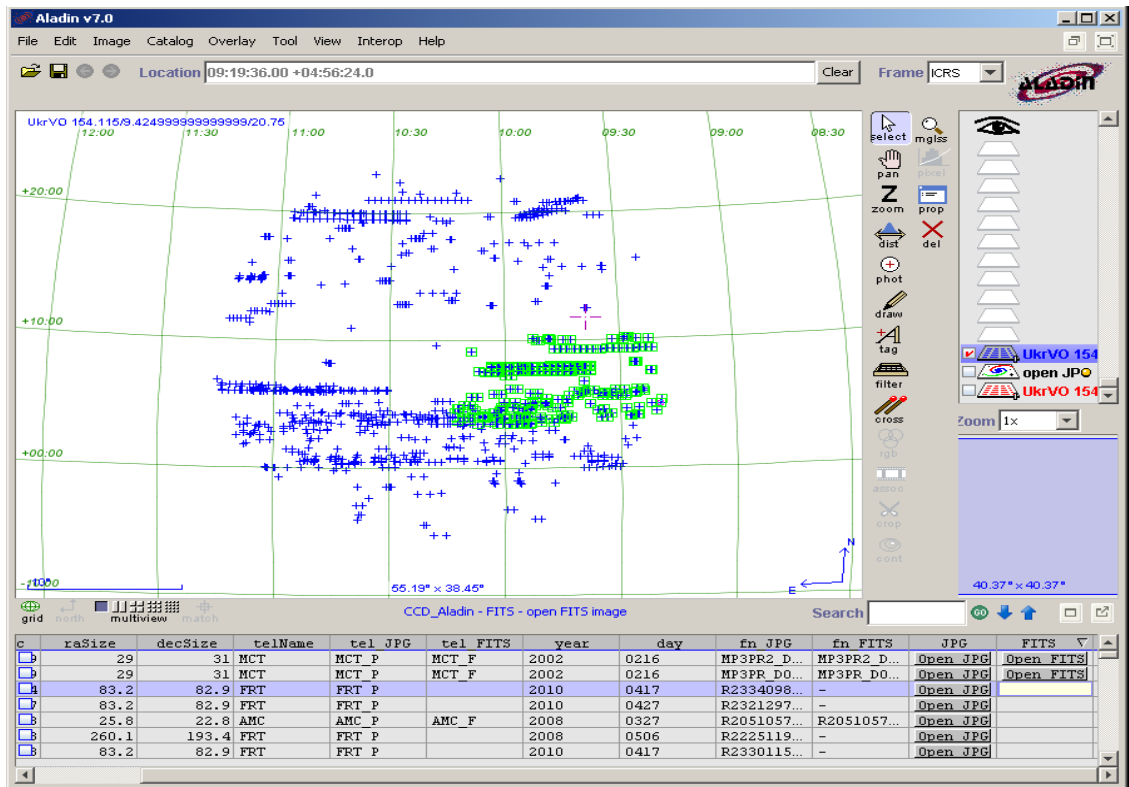 Aladin v7.0
File Edit Image Catalog Overlay Tool View Interop Help
Location 09:19:36.00 +04:56:24.0 Clear Frame ICRS
ALADIN
UkrVO 154.115/9.424999999999999/20.75
12:00 11:30 11:00 10:30 10:00 09:30 09:00 08:30
+20:00
+10:00
+00:00
10°
55.19° × 38.45°
N
E
select mglss
pan pixel
zoom prop
dist del
phot
draw
tag
filter
cross
rgb
assoc
crop
cont
UkrVO 154
open JP
UkrVO 154
Zoom 1x
40.37° × 40.37°
grid north multiview match
CCD_Aladin - FITS - open FITS image
Search GO
c raSize decSize telName tel_JPG tel_FITS year day fn_JPG fn_FITS JPG FITS
29 31 MCT MCT_P MCT_F 2002 0216 MP3PR2_D... MP3PR2_D... Open JPG Open FITS
29 31 MCT MCT_P MCT_F 2002 0216 MP3PR_D0... MP3PR_D0... Open JPG Open FITS
83.2 82.9 FRT FRT_P 2010 0417 R2334098... - Open JPG
83.2 82.9 FRT FRT_P 2010 0427 R2321297... - Open JPG
25.8 22.8 AMC AMC_P AMC_F 2008 0327 R2051057... R2051057... Open JPG
260.1 193.4 FRT FRT_P 2008 0506 R2225119... - Open JPG
83.2 82.9 FRT FRT_P 2010 0417 R2330115... - Open JPG